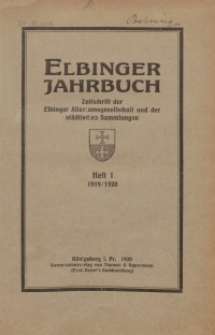 ELBINGER
JAHRBUCH
Zeitschrift der
Elbinger Altertumsgesellschaft und der
städtischen Sammlungen
Heft 1
1919/1920
Königsberg i. Pr. 1920
Kommissionsverlag von Thomas & Oppermann
(Ferd. Beyer's Buchhandlung)